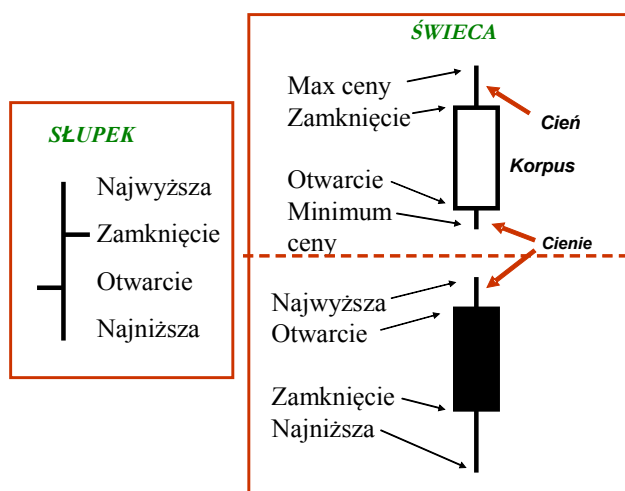 SŁUPEK
Najwyższa
Zamknięcie
Otwarcie
Najniższa
ŚWIECA
Max ceny
Zamknięcie
Cień
Korpus
Otwarcie
Minimum
ceny
Cienie
Najwyższa
Otwarcie
Zamknięcie
Najniższa